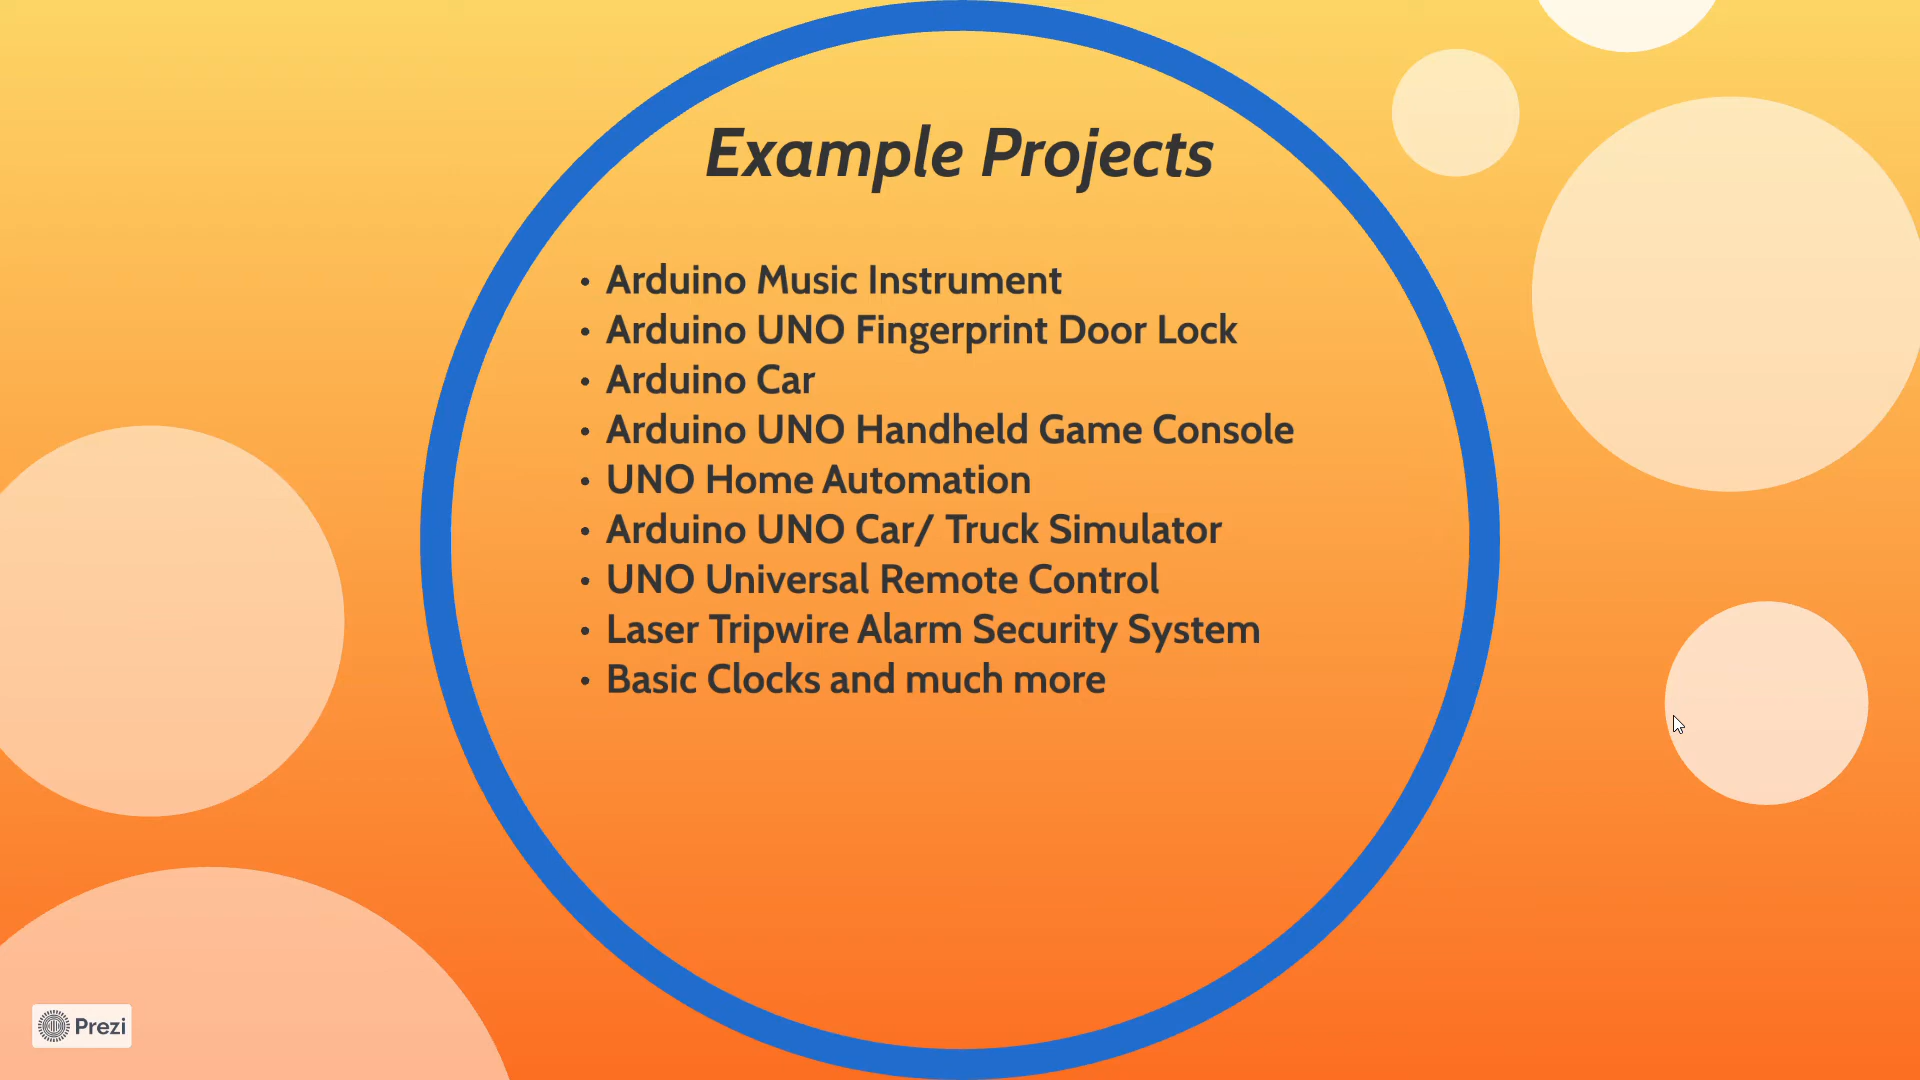 Example Projects
• Arduino Music Instrument
• Arduino UNO Fingerprint Door Lock
• Arduino Car
• Arduino UNO Handheld Game Console
• UNO Home Automation
• Arduino UNO Car/ Truck Simulator
• UNO Universal Remote Control
• Laser Tripwire Alarm Security System
• Basic Clocks and much more
Prezi